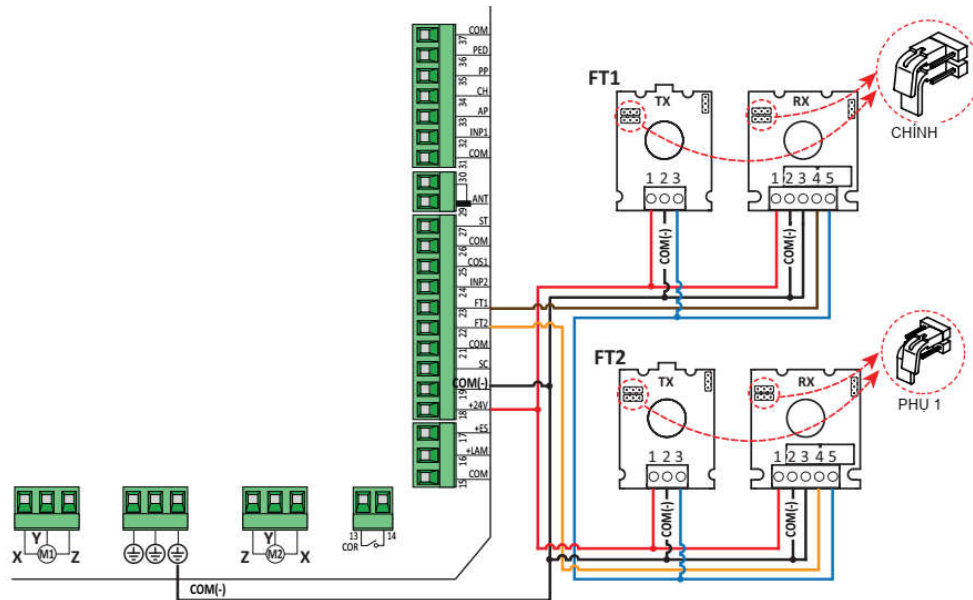 COM
37
PED
36
PP
35
CH
34
AP
33
INP1
32
COM
31
30
ANT
29
ST
27
COM
26
COS1
25
INP2
24
FT1
23
FT2
22
COM
21
SC
COM(-)
19
+24V
18
+ES
17
+LAM
16
COM
15
FT1
TX
1 2 3
COM(-)
RX
1 2 3 4 5
COM(-)
CHÍNH
FT2
TX
1 2 3
COM(-)
RX
1 2 3 4 5
COM(-)
PHỤ 1
X Y M1 Z
Z Y M2 X
13 14
COR
COM(-)